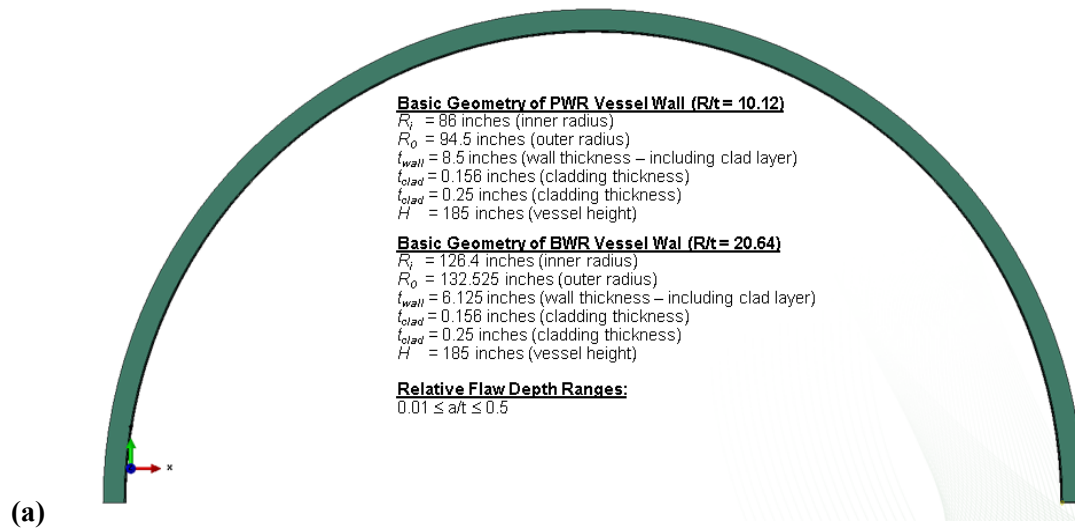 Basic Geometry of PWR Vessel Wall (R/t = 10.12)
Ri = 86 inches (inner radius)
Ro = 94.5 inches (outer radius)
twall = 8.5 inches (wall thickness – including clad layer)
tclad = 0.156 inches (cladding thickness)
tclad = 0.25 inches (cladding thickness)
H = 185 inches (vessel height)
Basic Geometry of BWR Vessel Wal (R/t = 20.64)
Ri = 126.4 inches (inner radius)
Ro = 132.525 inches (outer radius)
twall = 6.125 inches (wall thickness – including clad layer)
tclad = 0.156 inches (cladding thickness)
tclad = 0.25 inches (cladding thickness)
H = 185 inches (vessel height)
Relative Flaw Depth Ranges:
0.01 ≤ a/t ≤ 0.5
x
(a)